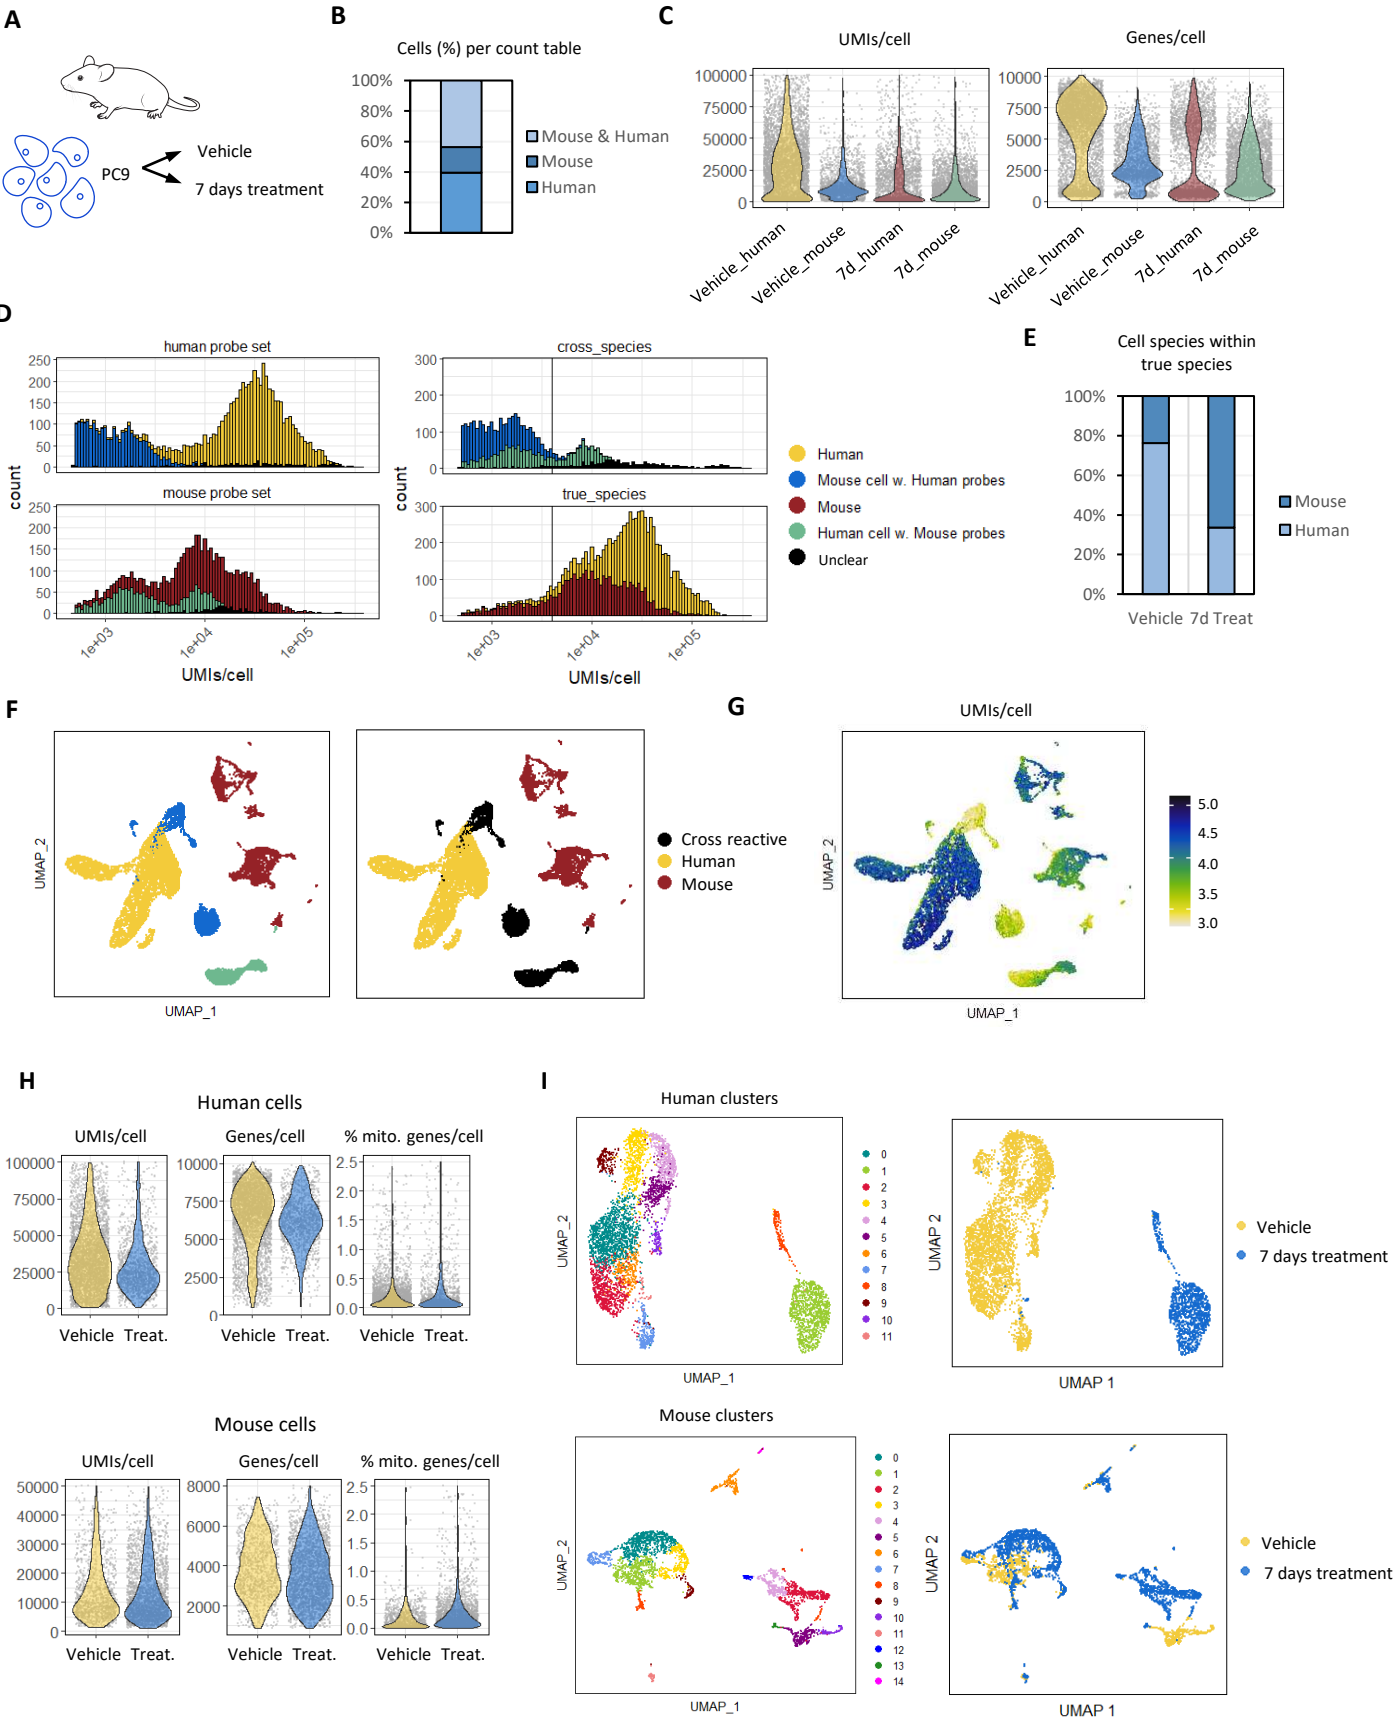 A
PC9
Vehicle
7 days treatment
B
Cells (%) per count table
100%
80%
60%
40%
20%
0%
Mouse & Human
Mouse
Human
C
UMIs/cell
100000
75000
50000
25000
0
Vehicle_human
Vehicle_mouse
7d_human
7d_mouse
Genes/cell
10000
7500
5000
2500
0
Vehicle_human
Vehicle_mouse
7d_human
7d_mouse
D
human probe set
250
200
150
100
50
0
mouse probe set
250
200
150
100
50
0
count
1e+03
1e+04
1e+05
UMIs/cell
cross_species
300
200
100
0
true_species
300
200
100
0
count
1e+03
1e+04
1e+05
UMIs/cell
Human
Mouse cell w. Human probes
Mouse
Human cell w. Mouse probes
Unclear
E
Cell species within
true species
100%
80%
60%
40%
20%
0%
Vehicle
7d Treat
Mouse
Human
F
UMAP_2
UMAP_1
Cross reactive
Human
Mouse
G
UMIs/cell
UMAP_2
UMAP_1
5.0
4.5
4.0
3.5
3.0
H
Human cells
UMIs/cell
100000
75000
50000
25000
0
Vehicle
Treat.
Genes/cell
10000
7500
5000
2500
0
Vehicle
Treat.
% mito. genes/cell
2.5
2.0
1.5
1.0
0.5
0.0
Vehicle
Treat.
Mouse cells
UMIs/cell
50000
40000
30000
20000
10000
0
Vehicle
Treat.
Genes/cell
8000
6000
4000
2000
Vehicle
Treat.
% mito. genes/cell
2.5
2.0
1.5
1.0
0.5
0.0
Vehicle
Treat.
I
Human clusters
UMAP_2
UMAP_1
0
1
2
3
4
5
6
7
8
9
10
11
UMAP 2
UMAP 1
Vehicle
7 days treatment
Mouse clusters
UMAP_2
UMAP_1
0
1
2
3
4
5
6
7
8
9
10
11
12
13
14
UMAP 2
UMAP 1
Vehicle
7 days treatment